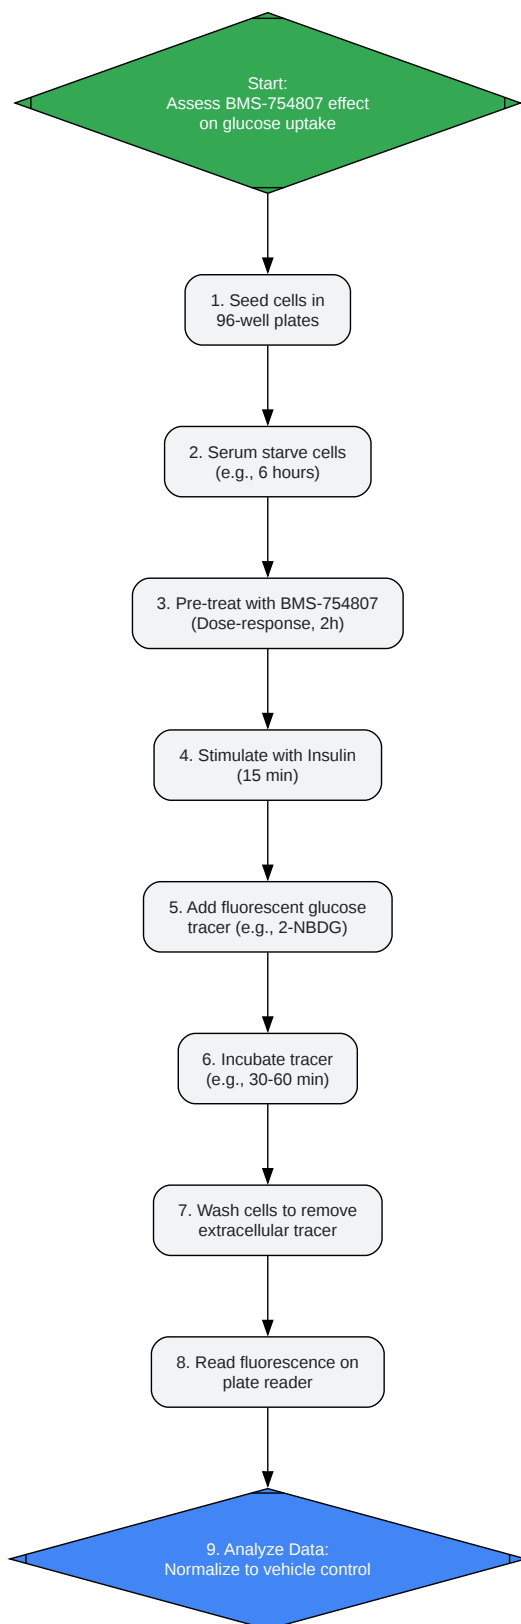 Start:
Assess BMS-754807 effect
on glucose uptake
1. Seed cells in
96-well plates
2. Serum starve cells
(e.g., 6 hours)
3. Pre-treat with BMS-754807
(Dose-response, 2h)
4. Stimulate with Insulin
(15 min)
5. Add fluorescent glucose
tracer (e.g., 2-NBDG)
6. Incubate tracer
(e.g., 30-60 min)
7. Wash cells to remove
extracellular tracer
8. Read fluorescence on
plate reader
9. Analyze Data:
Normalize to vehicle control